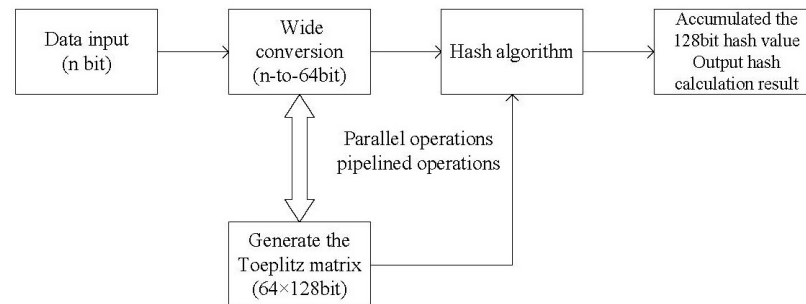 Data input
(n bit)
Wide
conversion
(n-to-64bit)
Hash algorithm
Accumulated the
128bit hash value
Output hash
calculation result
Parallel operations
pipelined operations
Generate the
Toeplitz matrix
(64×128bit)